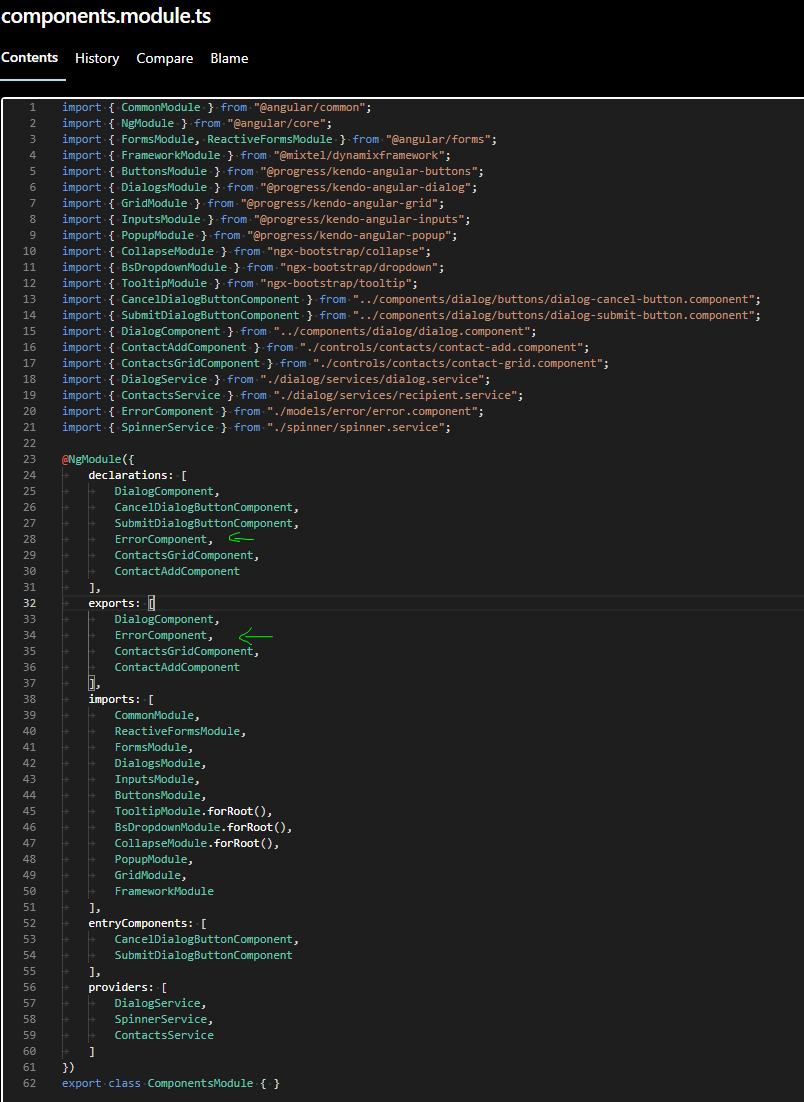 components.module.ts
Contents History Compare Blame
1 import { CommonModule } from "@angular/common";
2 import { NgModule } from "@angular/core";
3 import { FormsModule, ReactiveFormsModule } from "@angular/forms";
4 import { FrameworkModule } from "@mixtel/dynamixframework";
5 import { ButtonsModule } from "@progress/kendo-angular-buttons";
6 import { DialogsModule } from "@progress/kendo-angular-dialog";
7 import { GridModule } from "@progress/kendo-angular-grid";
8 import { InputsModule } from "@progress/kendo-angular-inputs";
9 import { PopupModule } from "@progress/kendo-angular-popup";
10 import { CollapseModule } from "ngx-bootstrap/collapse";
11 import { BsDropdownModule } from "ngx-bootstrap/dropdown";
12 import { TooltipModule } from "ngx-bootstrap/tooltip";
13 import { CancelDialogButtonComponent } from "../components/dialog/buttons/dialog-cancel-button.component";
14 import { SubmitDialogButtonComponent } from "../components/dialog/buttons/dialog-submit-button.component";
15 import { DialogComponent } from "../components/dialog/dialog.component";
16 import { ContactAddComponent } from "./controls/contacts/contact-add.component";
17 import { ContactsGridComponent } from "./controls/contacts/contact-grid.component";
18 import { DialogService } from "./dialog/services/dialog.service";
19 import { ContactsService } from "./dialog/services/recipient.service";
20 import { ErrorComponent } from "./models/error/error.component";
21 import { SpinnerService } from "./spinner/spinner.service";
22
23 @NgModule({
24 declarations: [
25 DialogComponent,
26 CancelDialogButtonComponent,
27 SubmitDialogButtonComponent,
28 ErrorComponent,
29 ContactsGridComponent,
30 ContactAddComponent
31 ],
32 exports: [
33 DialogComponent,
34 ErrorComponent,
35 ContactsGridComponent,
36 ContactAddComponent
37 ],
38 imports: [
39 CommonModule,
40 ReactiveFormsModule,
41 FormsModule,
42 DialogsModule,
43 InputsModule,
44 ButtonsModule,
45 TooltipModule.forRoot(),
46 BsDropdownModule.forRoot(),
47 CollapseModule.forRoot(),
48 PopupModule,
49 GridModule,
50 FrameworkModule
51 ],
52 entryComponents: [
53 CancelDialogButtonComponent,
54 SubmitDialogButtonComponent
55 ],
56 providers: [
57 DialogService,
58 SpinnerService,
59 ContactsService
60 ]
61 })
62 export class ComponentsModule { }